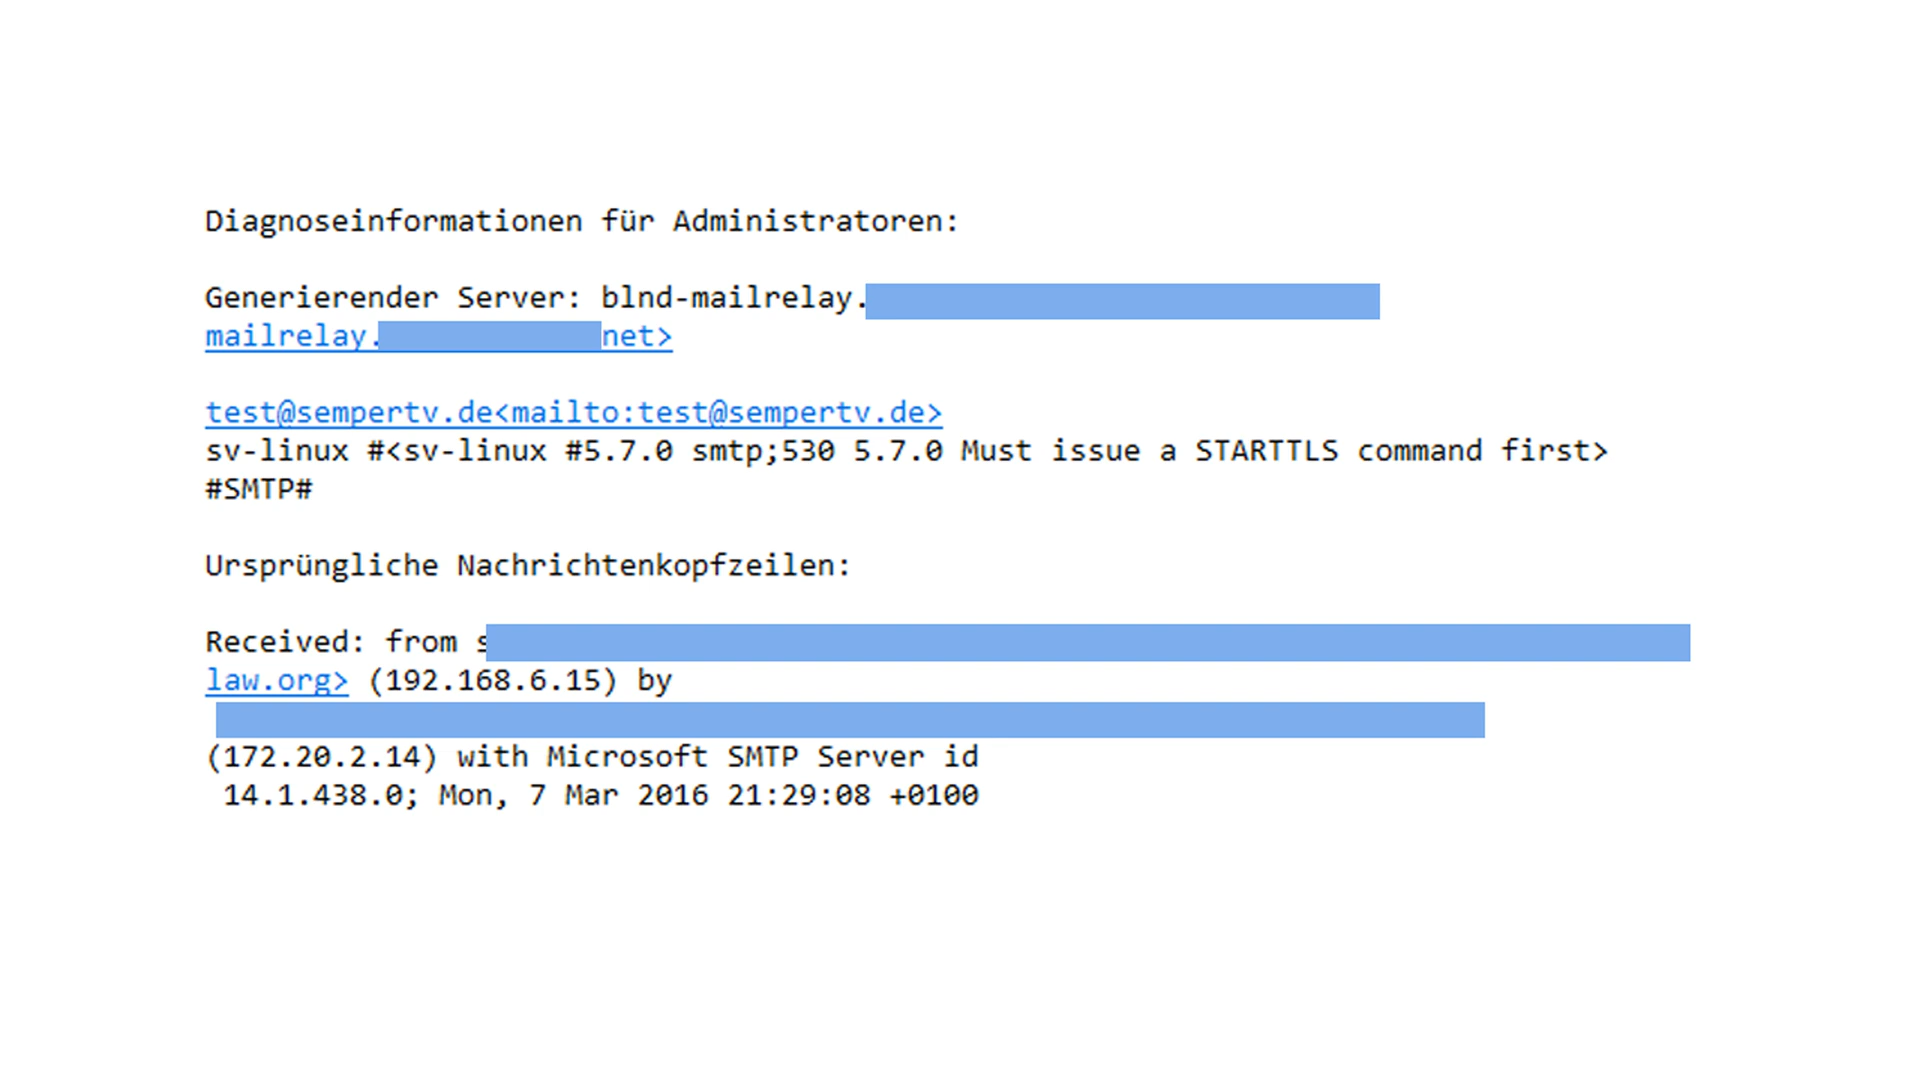 Diagnoseinformationen für Administratoren:
Generierender Server: blnd-mailrelay.
mailrelay. net>
test@sempertv.de<mailto:test@sempertv.de>
sv-linux #<sv-linux #5.7.0 smtp;530 5.7.0 Must issue a STARTTLS command first>
#SMTP#
Ursprüngliche Nachrichtenkopfzeilen:
Received: from s
law.org> (192.168.6.15) by
(172.20.2.14) with Microsoft SMTP Server id
14.1.438.0; Mon, 7 Mar 2016 21:29:08 +0100